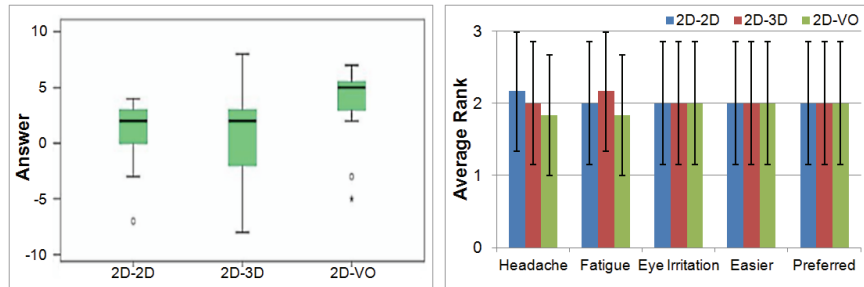 Answer
10
5
0
-5
-10
2D-2D 2D-3D 2D-VO
2D-2D 2D-3D 2D-VO
Average Rank
3
2
1
0
Headache Fatigue Eye Irritation Easier Preferred